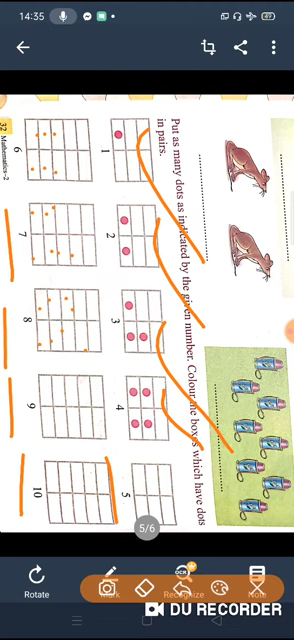 14:35
47
Put as many dots as indicated by the given number. Colour the boxes which have dots
in pairs.
1
2
3
4
5
6
7
8
9
10
32 Mathematics–2
5/6
Rotate
Mark
OCR
Recognize
Note
DU RECORDER